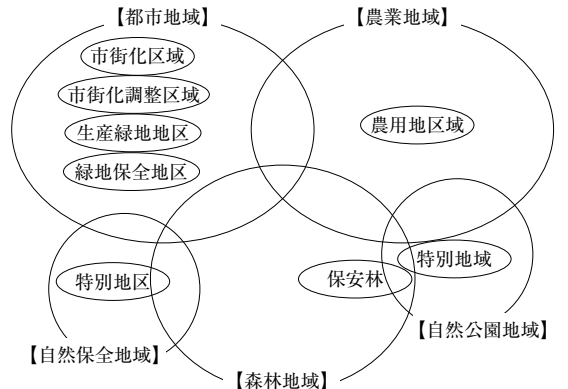 【都市地域】
【農業地域】
市街化区域
市街化調整区域
生産緑地地区
緑地保全地区
農用地区域
特別地区
保安林
特別地域
【自然公園地域】
【自然保全地域】
【森林地域】